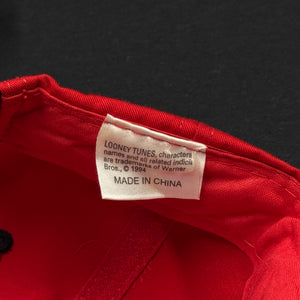 LOONEY TUNES, characters
names and all related indicia
are trademarks of Warner
Bros., © 1994
MADE IN CHINA